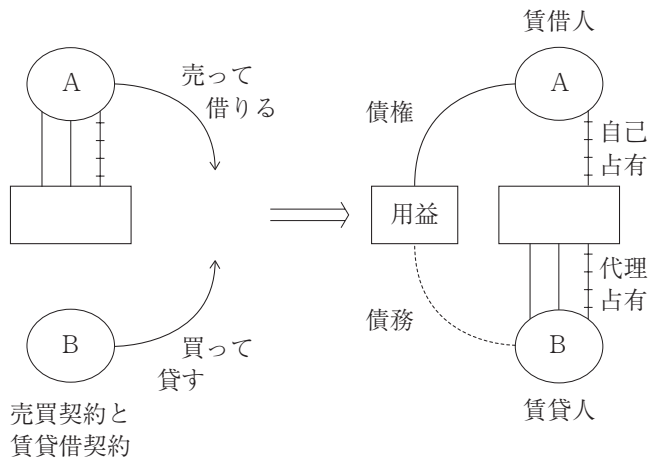 A
売って
借りる
B
買って
貸す
売買契約と
賃貸借契約
賃借人
A
債権
自己
占有
用益
代理
占有
債務
B
賃貸人